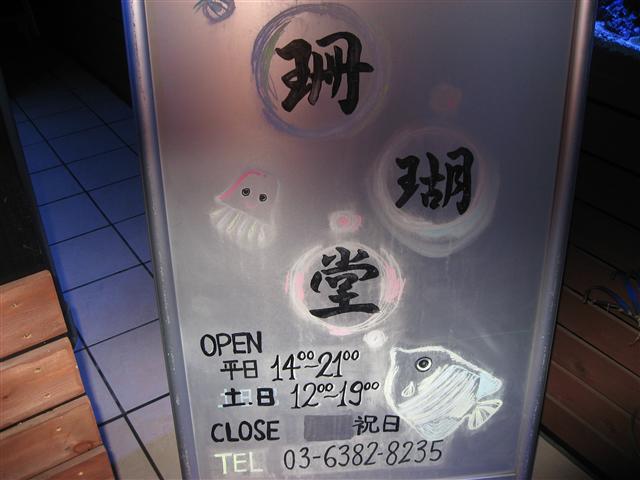 珊
瑚
堂
OPEN
平日 14:00~21:00
土.日 12:00~19:00
CLOSE 祝日
TEL 03-6382-8235